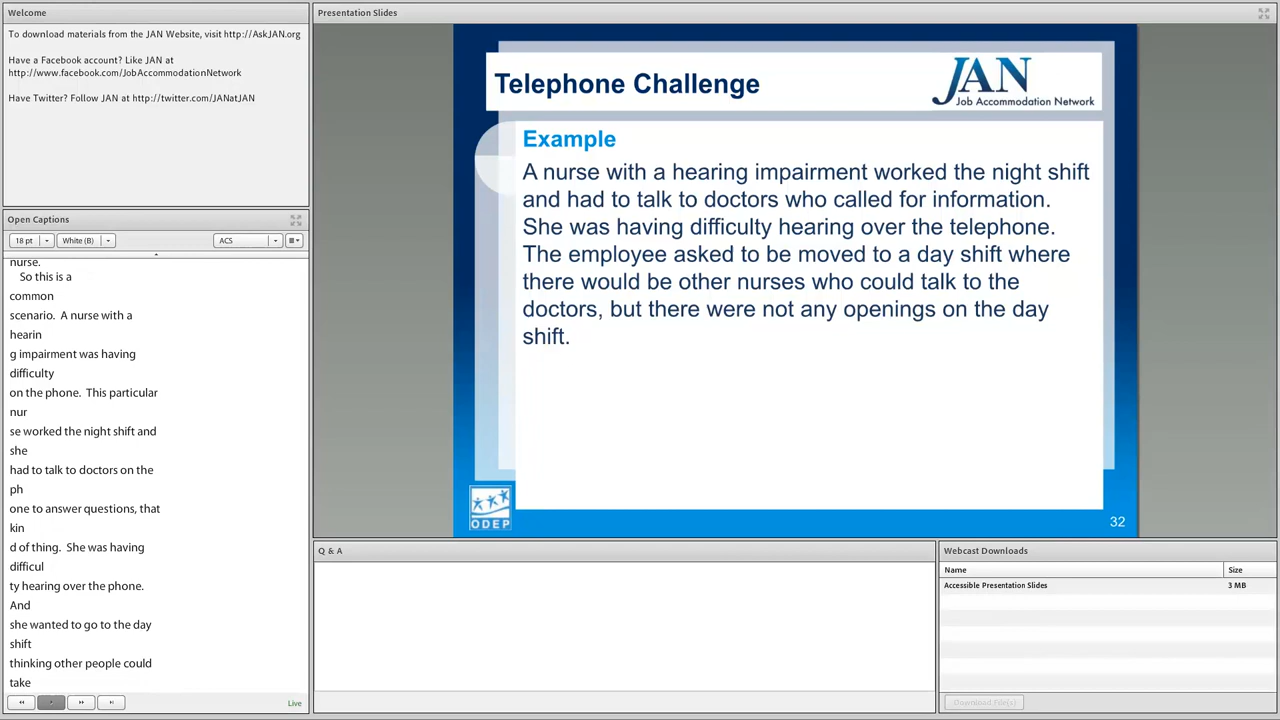 Welcome
To download materials from the JAN Website, visit http://AskJAN.org
Have a Facebook account? Like JAN at
http://www.facebook.com/JobAccommodationNetwork
Have Twitter? Follow JAN at http://twitter.com/JANatJAN
Open Captions
18 pt
White (B)
ACS
nurse.
So this is a
common
scenario. A nurse with a
hearin
g impairment was having
difficulty
on the phone. This particular
nur
se worked the night shift and
she
had to talk to doctors on the
ph
one to answer questions, that
kin
d of thing. She was having
difficul
ty hearing over the phone.
And
she wanted to go to the day
shift
thinking other people could
take
Live
Presentation Slides
Telephone Challenge
JAN
Job Accommodation Network
Example
A nurse with a hearing impairment worked the night shift
and had to talk to doctors who called for information.
She was having difficulty hearing over the telephone.
The employee asked to be moved to a day shift where
there would be other nurses who could talk to the
doctors, but there were not any openings on the day
shift.
ODEP
32
Q & A
Webcast Downloads
Name Size
Accessible Presentation Slides 3 MB
Download File(s)